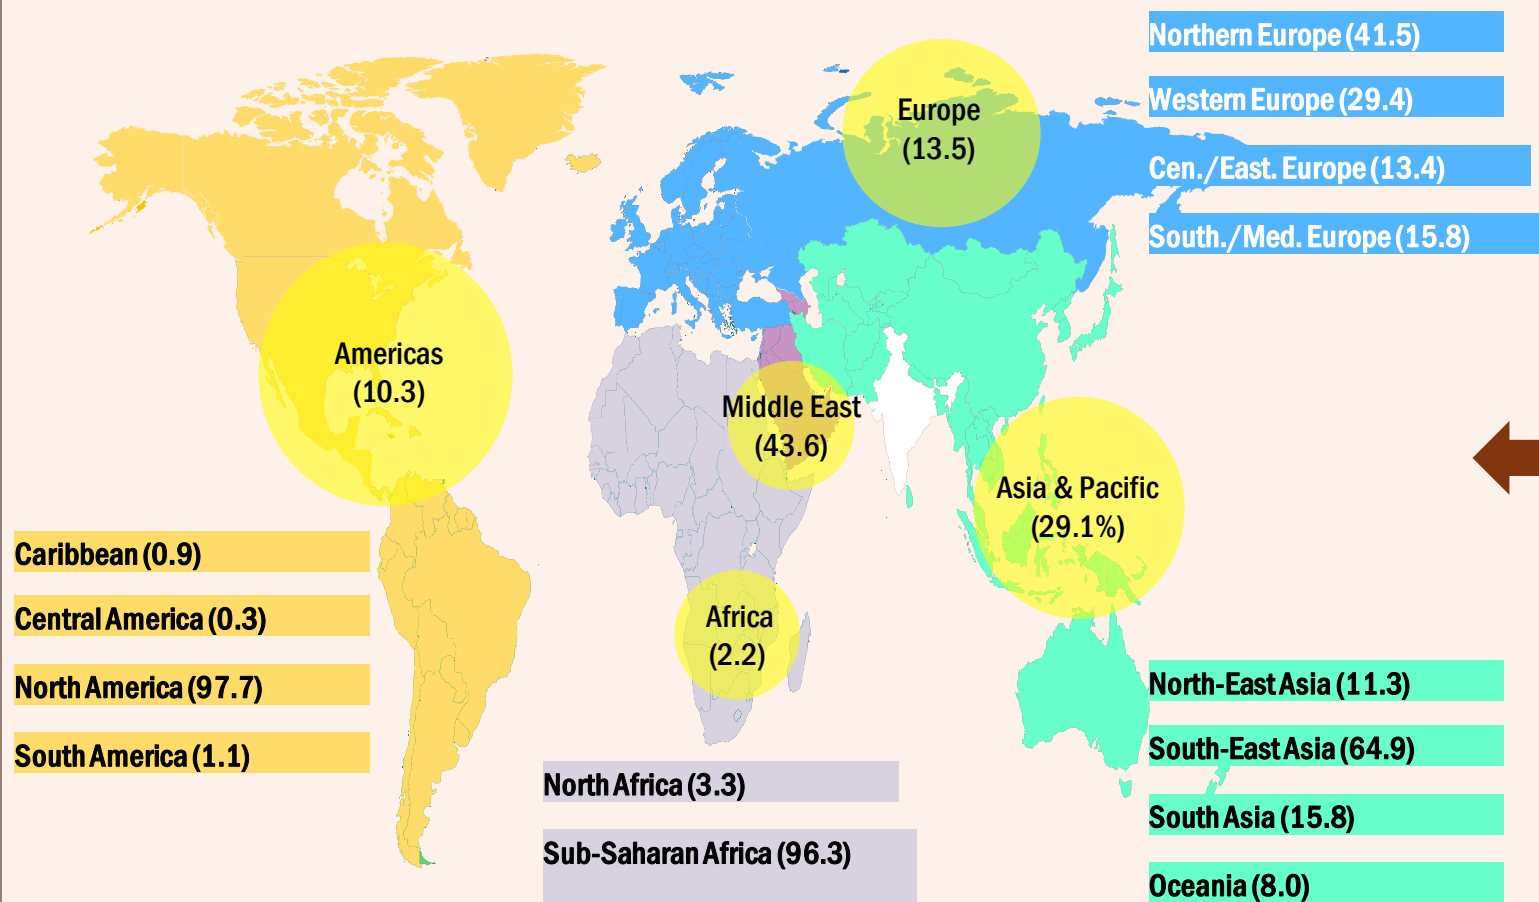 Northern Europe (41.5)
Western Europe (29.4)
Cen./East. Europe (13.4)
South./Med. Europe (15.8)
Europe
(13.5)
Americas
(10.3)
Middle East
(43.6)
Asia & Pacific
(29.1%)
Africa
(2.2)
Caribbean (0.9)
Central America (0.3)
North America (97.7)
South America (1.1)
North Africa (3.3)
Sub-Saharan Africa (96.3)
North-East Asia (11.3)
South-East Asia (64.9)
South Asia (15.8)
Oceania (8.0)